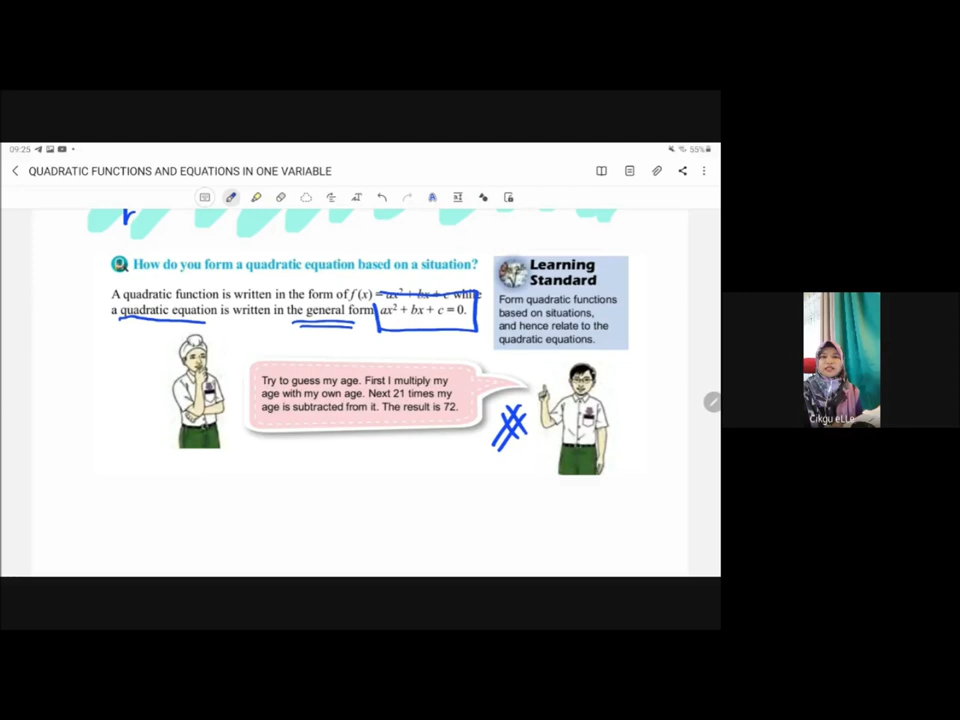 09:25
55%
QUADRATIC FUNCTIONS AND EQUATIONS IN ONE VARIABLE
r
How do you form a quadratic equation based on a situation?
A quadratic function is written in the form of f (x) = ax² + bx + c while
a quadratic equation is written in the general form, ax² + bx + c = 0.
Learning
Standard
Form quadratic functions
based on situations,
and hence relate to the
quadratic equations.
Try to guess my age. First I multiply my
age with my own age. Next 21 times my
age is subtracted from it. The result is 72.
Cikgu eLLe